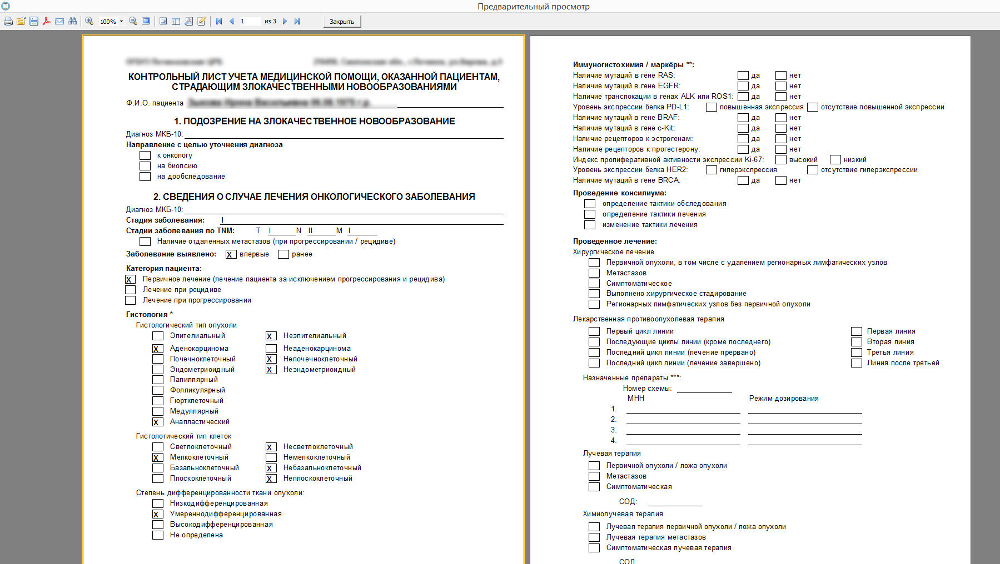 Предварительный просмотр
100% 1 из 3 Закрыть
КОНТРОЛЬНЫЙ ЛИСТ УЧЕТА МЕДИЦИНСКОЙ ПОМОЩИ, ОКАЗАННОЙ ПАЦИЕНТАМ,
СТРАДАЮЩИМ ЗЛОКАЧЕСТВЕННЫМИ НОВООБРАЗОВАНИЯМИ
Ф.И.О. пациента
1. ПОДОЗРЕНИЕ НА ЗЛОКАЧЕСТВЕННОЕ НОВООБРАЗОВАНИЕ
Диагноз МКБ-10:
Направление с целью уточнения диагноза
к онкологу
на биопсию
на дообследование
2. СВЕДЕНИЯ О СЛУЧАЕ ЛЕЧЕНИЯ ОНКОЛОГИЧЕСКОГО ЗАБОЛЕВАНИЯ
Диагноз МКБ-10:
Стадия заболевания: I
Стадии заболевания по TNM: T I N II M I
Наличие отдаленных метастазов (при прогрессировании / рецидиве)
Заболевание выявлено: X впервые ранее
Категория пациента:
X Первичное лечение (лечение пациента за исключением прогрессирования и рецидива)
Лечение при рецидиве
Лечение при прогрессировании
Гистология *
Гистологический тип опухоли
Эпителиальный X Неэпителиальный
X Аденокарцинома Неаденокарцинома
Почечноклеточный X Непочечноклеточный
Эндометриоидный X Неэндометриоидный
Папиллярный
Фолликулярный
Гюртклеточный
Медуллярный
X Анапластический
Гистологический тип клеток
Светлоклеточный X Несветлоклеточный
X Мелкоклеточный Немелкоклеточный
Базальноклеточный X Небазальноклеточный
Плоскоклеточный X Неплоскоклеточный
Степень дифференцированности ткани опухоли:
Низкодифференцированная
X Умереннодифференцированная
Высокодифференцированная
Не определена
Иммуногистохимия / маркёры **:
Наличие мутаций в гене RAS: да нет
Наличие мутаций в гене EGFR: да нет
Наличие транслокации в генах ALK или ROS1: да нет
Уровень экспрессии белка PD-L1: повышенная экспрессия отсутствие повышенной экспрессии
Наличие мутаций в гене BRAF: да нет
Наличие мутаций в гене c-Kit: да нет
Наличие рецепторов к эстрогенам: да нет
Наличие рецепторов к прогестерону: да нет
Индекс пролиферативной активности экспрессии Ki-67: высокий низкий
Уровень экспрессии белка HER2: гиперэкспрессия отсутствие гиперэкспрессии
Наличие мутаций в гене BRCA: да нет
Проведение консилиума:
определение тактики обследования
определение тактики лечения
изменение тактики лечения
Проведенное лечение:
Хирургическое лечение
Первичной опухоли, в том числе с удалением регионарных лимфатических узлов
Метастазов
Симптоматическое
Выполнено хирургическое стадирование
Регионарных лимфатических узлов без первичной опухоли
Лекарственная противоопухолевая терапия
Первый цикл линии Первая линия
Последующие циклы линии (кроме последнего) Вторая линия
Последний цикл линии (лечение прервано) Третья линия
Последний цикл линии (лечение завершено) Линия после третьей
Назначенные препараты ***:
Номер схемы:
МНН Режим дозирования
1.
2.
3.
4.
Лучевая терапия
Первичной опухоли / ложа опухоли
Метастазов
Симптоматическая
СОД:
Химиолучевая терапия
Лучевая терапия первичной опухоли / ложа опухоли
Лучевая терапия метастазов
Симптоматическая лучевая терапия
СОД: